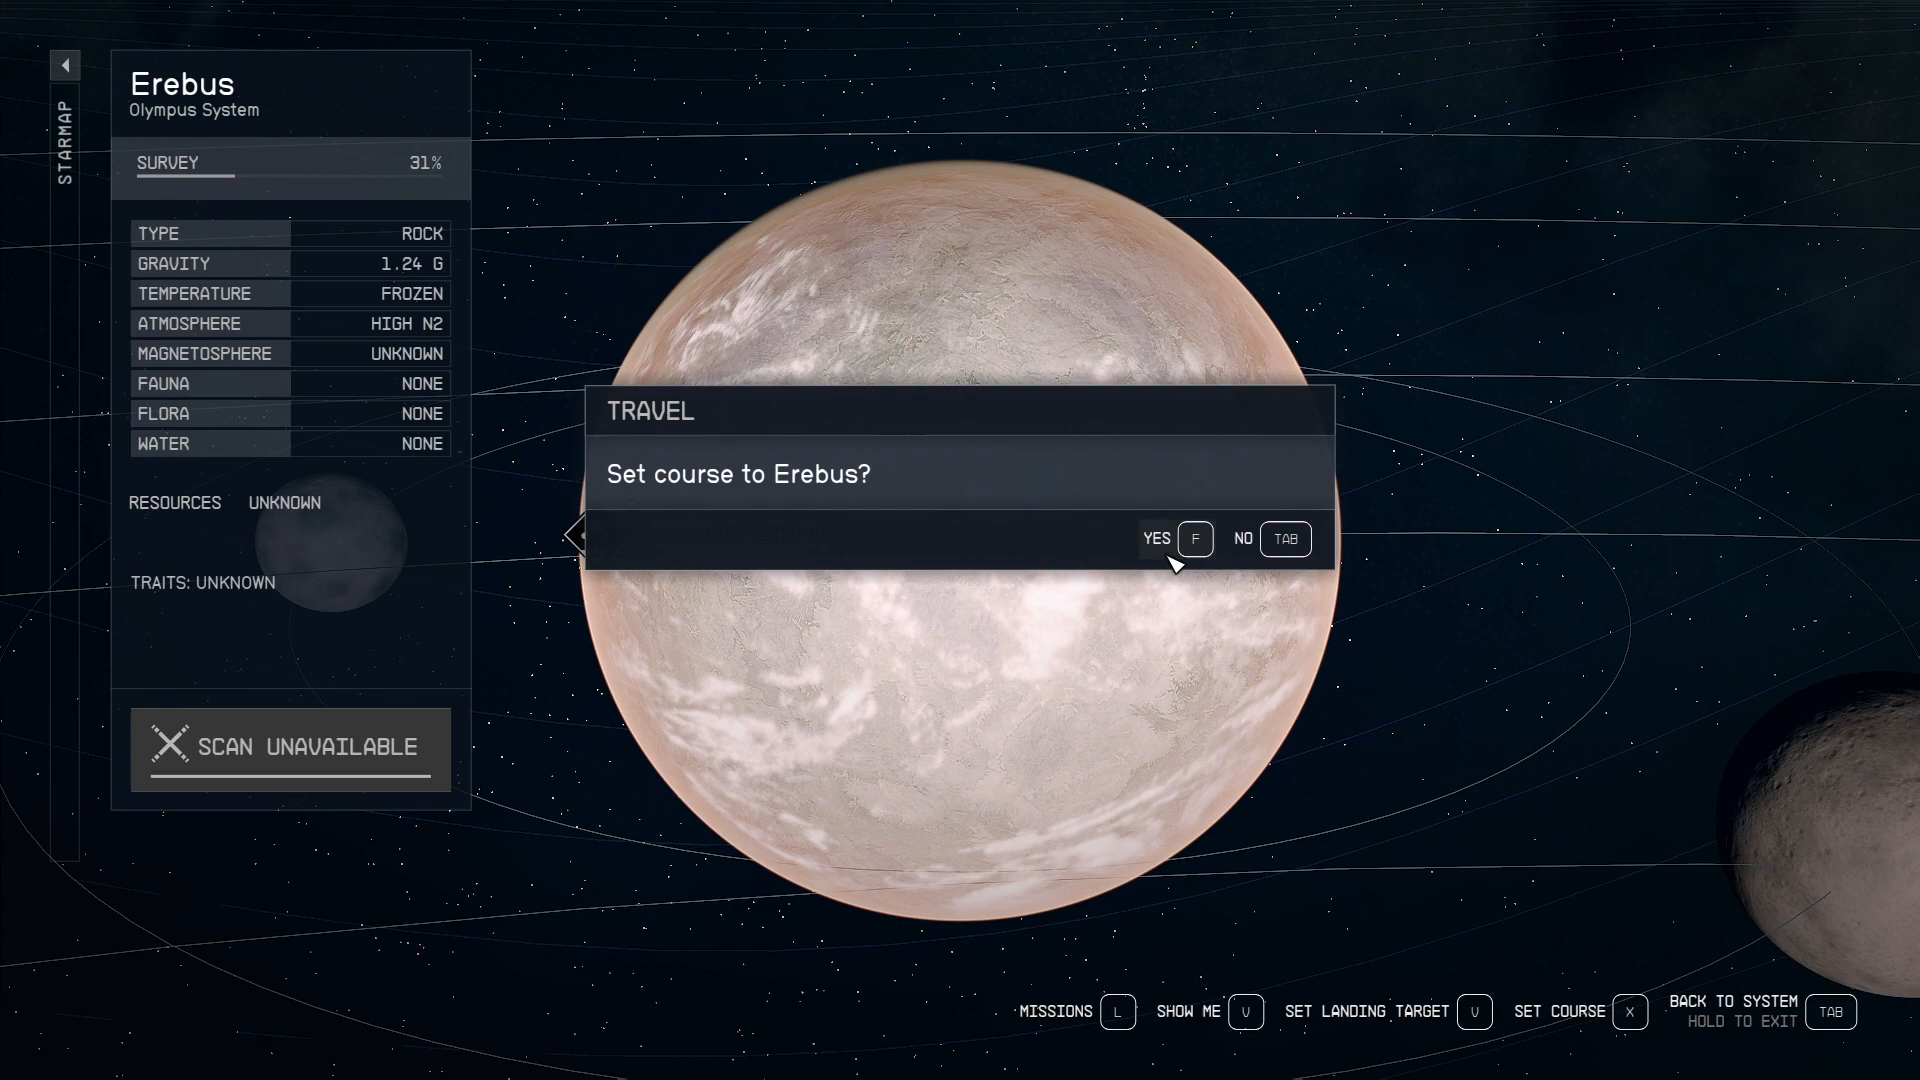 Erebus
Olympus System
STARMAP
SURVEY 31%
TYPE ROCK
GRAVITY 1.24 G
TEMPERATURE FROZEN
ATMOSPHERE HIGH N2
MAGNETOSPHERE UNKNOWN
FAUNA NONE
FLORA NONE
WATER NONE
RESOURCES UNKNOWN
TRAITS: UNKNOWN
SCAN UNAVAILABLE
TRAVEL
Set course to Erebus?
YES F NO TAB
MISSIONS L SHOW ME V SET LANDING TARGET V SET COURSE X BACK TO SYSTEM TAB
HOLD TO EXIT